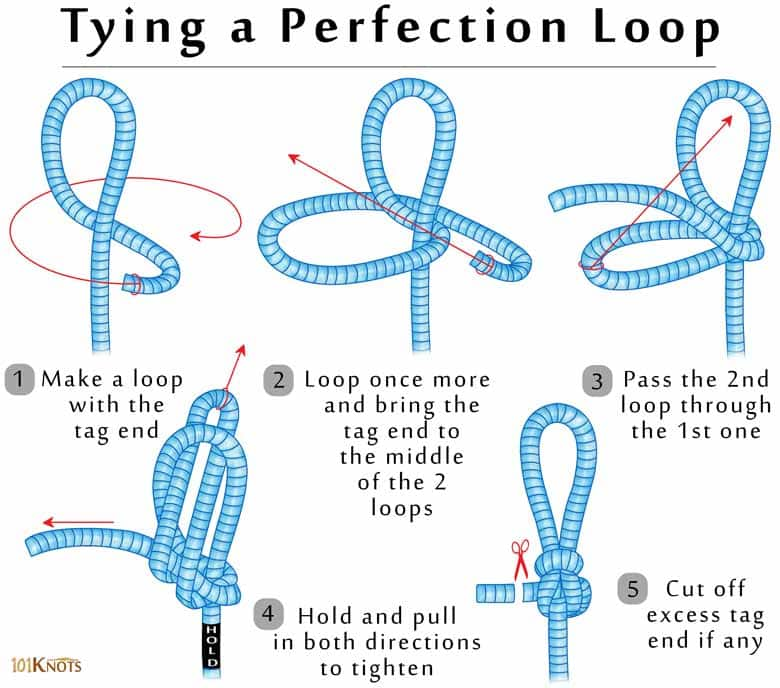 Tying a Perfection Loop
1 Make a loop
with the
tag end
2 Loop once more
and bring the
tag end to
the middle
of the 2
loops
3 Pass the 2nd
loop through
the 1st one
4 Hold and pull
in both directions
to tighten
HOLD
5 Cut off
excess tag
end if any
101KNOTS